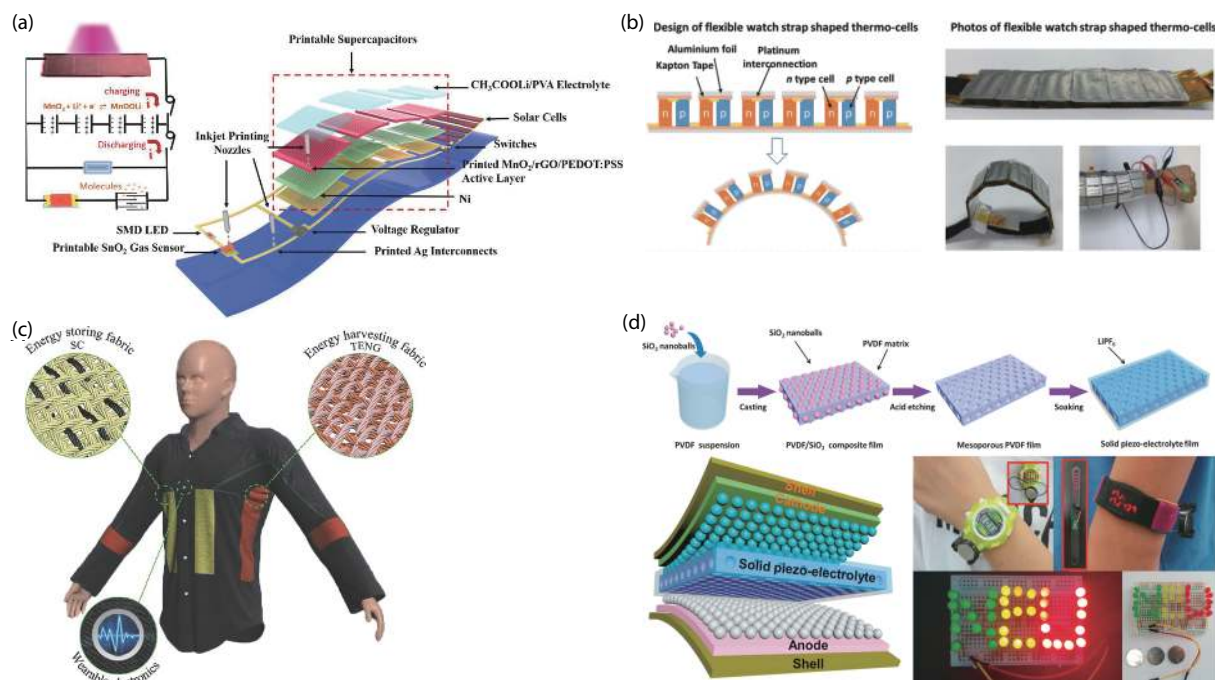 (a)
Printable Supercapacitors
CH3COOLi/PVA Electrolyte
charging
i
MnO2 + Li+ + e- ⇌ MnOOLi
Discharging
i
Molecules
Inkjet Printing
Nozzles
Solar Cells
Switches
Printed MnO2/rGO/PEDOT:PSS
Active Layer
Ni
SMD LED
Voltage Regulator
Printable SnO2 Gas Sensor
Printed Ag Interconnects
(b)
Design of flexible watch strap shaped thermo-cells
Aluminium foil
Kapton Tape
Platinum
interconnection
n type cell
p type cell
n p n p n p n p n p n p
Photos of flexible watch strap shaped thermo-cells
(c)
Energy storing fabric
SC
Energy harvesting fabric
TENG
(d)
SiO2 nanoballs
SiO2 nanoballs
PVDF matrix
LiPF6
Casting
Acid etching
Soaking
PVDF suspension
PVDF/SiO2 composite film
Mesoporous PVDF film
Solid piezo-electrolyte film
Shell
Cathode
Solid piezo-electrolyte
Anode
Shell